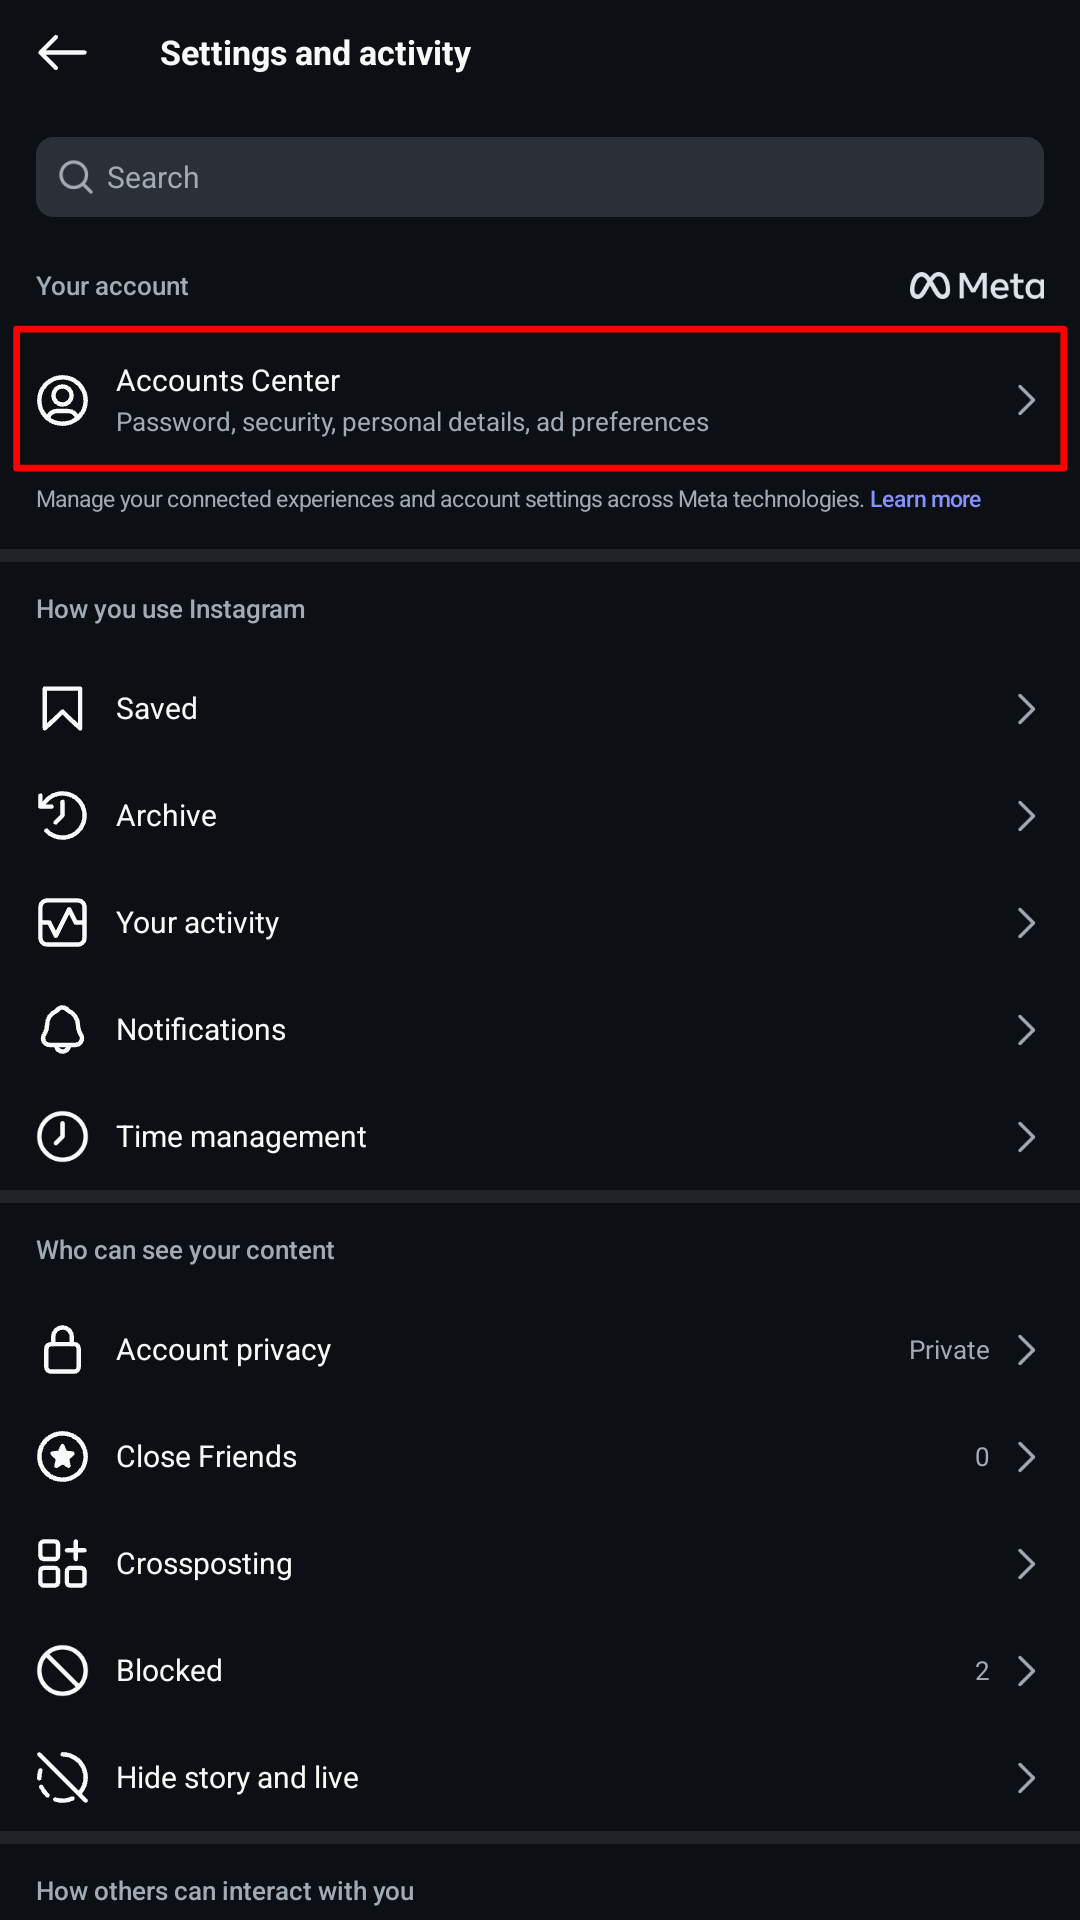 Settings and activity
Search
Your account
Meta
Accounts Center
Password, security, personal details, ad preferences
Manage your connected experiences and account settings across Meta technologies. Learn more
How you use Instagram
Saved
Archive
Your activity
Notifications
Time management
Who can see your content
Account privacy Private
Close Friends 0
Crossposting
Blocked 2
Hide story and live
How others can interact with you